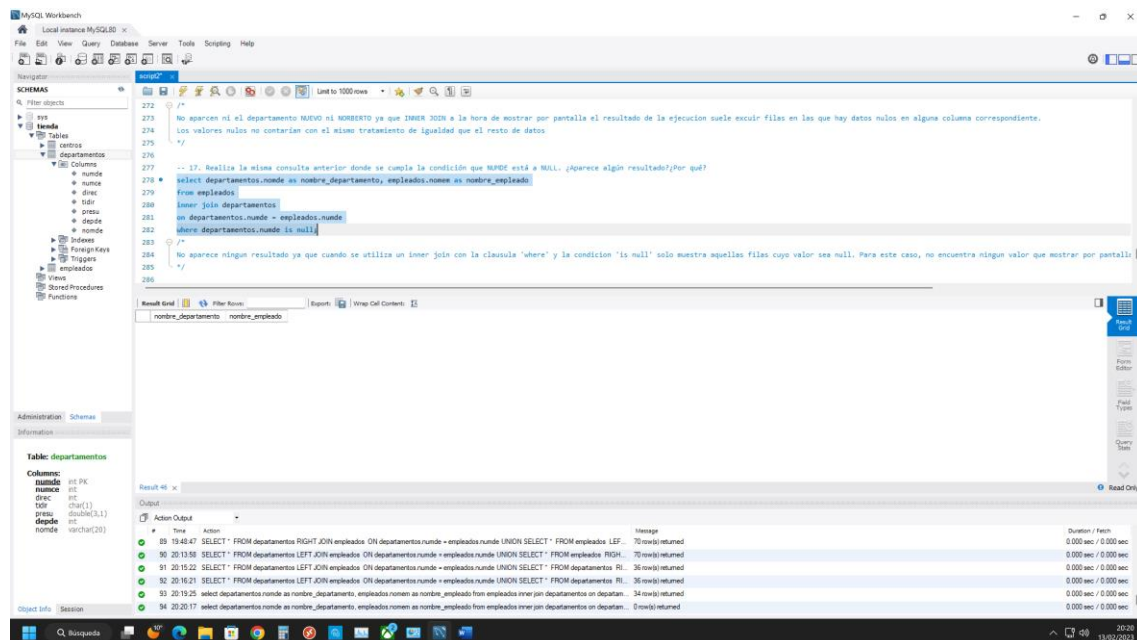 MySQL Workbench
Local instance MySQL80
File Edit View Query Database Server Tools Scripting Help
Navigator
script2*
SCHEMAS
Limit to 1000 rows
Filter objects
sys
tienda
Tables
centros
departamentos
Columns
numde
numce
direc
tidir
presu
depde
nomde
Indexes
Foreign Keys
Triggers
empleados
Views
Stored Procedures
Functions
272 /*
273 No aparcen ni el departamento NUEVO ni NORBERTO ya que INNER JOIN a la hora de mostrar por pantalla el resultado de la ejecucion suele excuir filas en las que hay datos nulos en alguna columna correspondiente.
274 Los valores nulos no contarían con el mismo tratamiento de igualdad que el resto de datos
275 */
276
277 -- 17. Realiza la misma consulta anterior donde se cumpla la condición que NUMDE está a NULL. ¿Aparece algún resultado?¿Por qué?
278 select departamentos.nomde as nombre_departamento, empleados.nomem as nombre_empleado
279 from empleados
280 inner join departamentos
281 on departamentos.numde = empleados.numde
282 where departamentos.numde is null;
283 /*
284 No aparece ningun resultado ya que cuando se utiliza un inner join con la clausula 'where' y la condicion 'is null' solo muestra aquellas filas cuyo valor sea null. Para este caso, no encuentra ningun valor que mostrar por pantall
285 */
286
Result Grid Filter Rows: Export: Wrap Cell Content:
nombre_departamento nombre_empleado
Result Grid
Form Editor
Field Types
Query Stats
Administration Schemas
Information
Table: departamentos
Columns:
numde int PK
numce int
direc int
tidir char(1)
presu double(3,1)
depde int
nomde varchar(20)
Result 46
Read Only
Output
Action Output
# Time Action Message Duration / Fetch
89 19:48:47 SELECT * FROM departamentos RIGHT JOIN empleados ON departamentos.numde = empleados.numde UNION SELECT * FROM empleados LEF... 70 row(s) returned 0.000 sec / 0.000 sec
90 20:13:58 SELECT * FROM departamentos LEFT JOIN empleados ON departamentos.numde = empleados.numde UNION SELECT * FROM empleados RIGH... 70 row(s) returned 0.000 sec / 0.000 sec
91 20:15:22 SELECT * FROM departamentos LEFT JOIN empleados ON departamentos.numde = empleados.numde UNION SELECT * FROM departamentos RI... 36 row(s) returned 0.000 sec / 0.000 sec
92 20:16:21 SELECT * FROM departamentos LEFT JOIN empleados ON departamentos.numde = empleados.numde UNION SELECT * FROM departamentos RI... 36 row(s) returned 0.000 sec / 0.000 sec
93 20:19:25 select departamentos.nomde as nombre_departamento, empleados.nomem as nombre_empleado from empleados inner join departamentos on departam... 34 row(s) returned 0.000 sec / 0.000 sec
94 20:20:17 select departamentos.nomde as nombre_departamento, empleados.nomem as nombre_empleado from empleados inner join departamentos on departam... 0 row(s) returned 0.000 sec / 0.000 sec
Object Info Session
Búsqueda
10°
20:20
13/02/2023